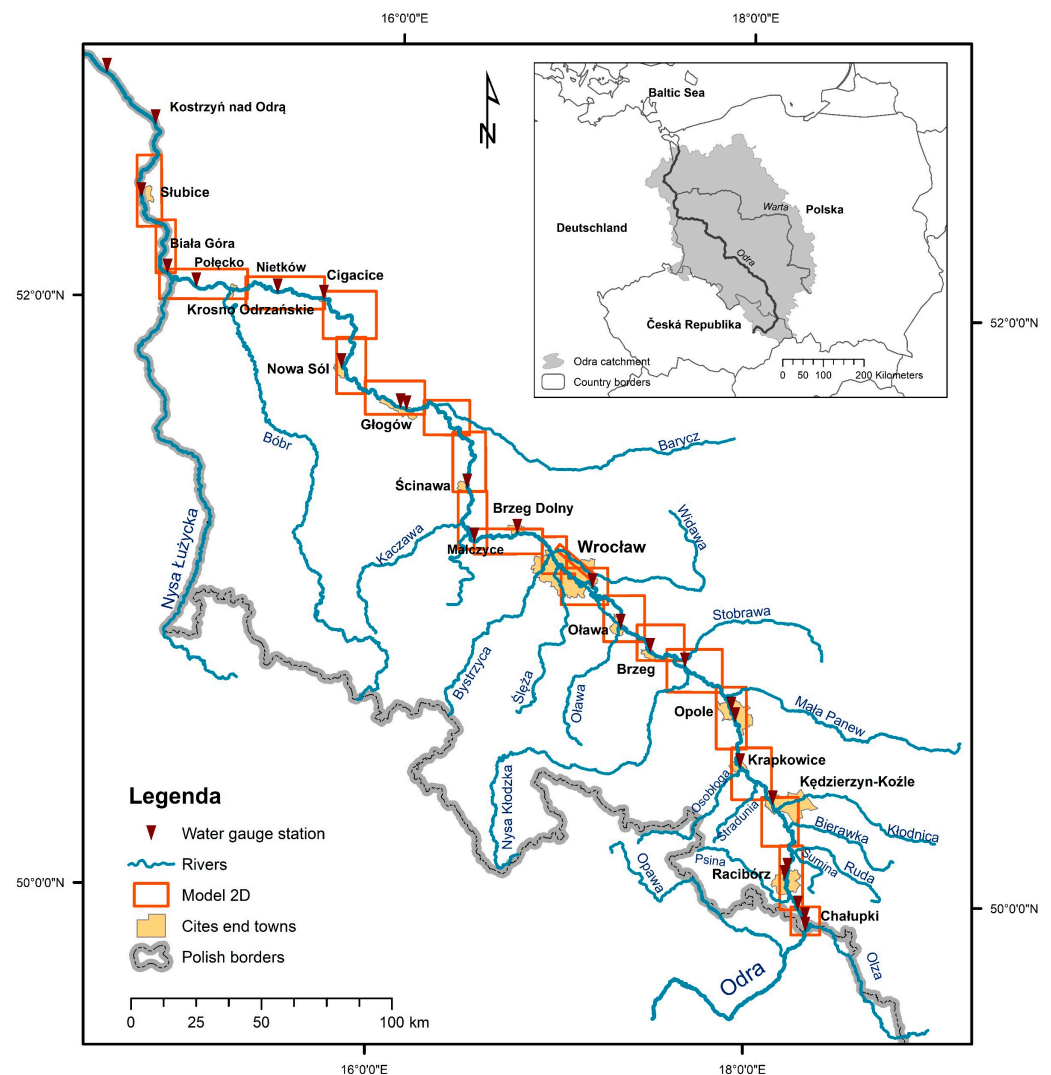 16°0'0"E
18°0'0"E
Kostrzyń nad Odrą
Baltic Sea
Słubice
Warta
Polska
Deutschland
Biała Góra
Połęcko
Nietków
Cigacice
Odra
52°0'0"N
Krosno Odrzańskie
Česká Republika
52°0'0"N
Odra catchment
Country borders
0 50 100 200 Kilometers
Nowa Sól
Głogów
Bóbr
Barycz
Ścinawa
Brzeg Dolny
Widawa
Nysa Łużycka
Kaczawa
Malczyce
Wrocław
Stobrawa
Oława
Brzeg
Bystrzyca
Ślęża
Oława
Opole
Mała Panew
Krapkowice
Kędzierzyn-Koźle
Legenda
Nysa Kłodzka
Osobłoga
Stradunia
Bierawka
Kłodnica
Water gauge station
Rivers
Psina
Opawa
Racibórz
Sumina
Ruda
50°0'0"N
Model 2D
Cites end towns
Chałupki
50°0'0"N
Polish borders
Odra
Olza
0 25 50 100 km
16°0'0"E
18°0'0"E
N